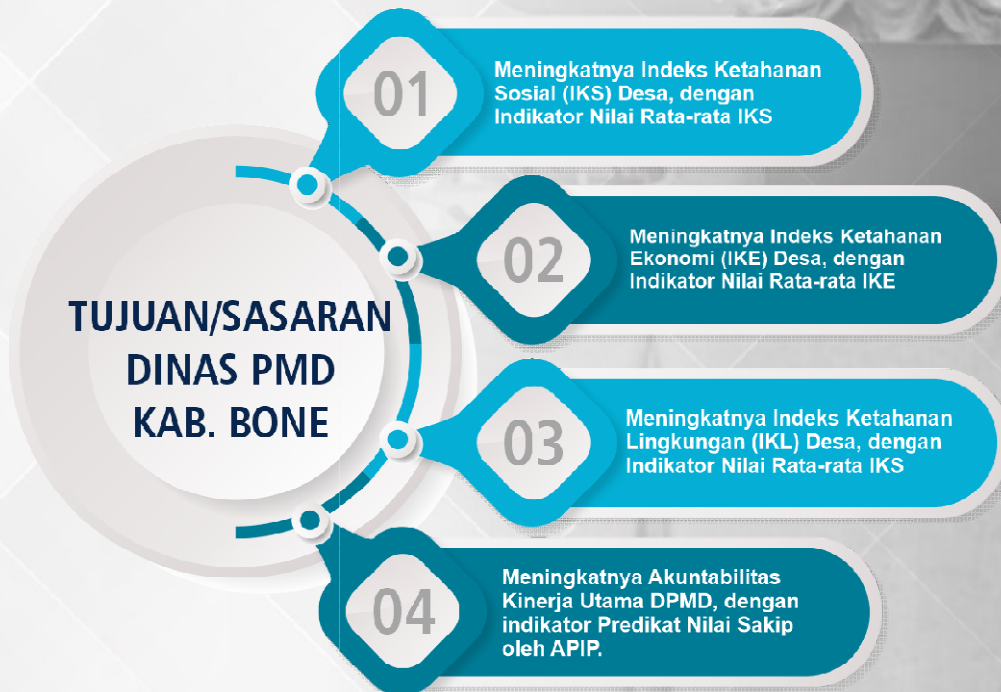 TUJUAN/SASARAN
DINAS PMD
KAB. BONE
01
Meningkatnya Indeks Ketahanan
Sosial (IKS) Desa, dengan
Indikator Nilai Rata-rata IKS
02
Meningkatnya Indeks Ketahanan
Ekonomi (IKE) Desa, dengan
Indikator Nilai Rata-rata IKE
03
Meningkatnya Indeks Ketahanan
Lingkungan (IKL) Desa, dengan
Indikator Nilai Rata-rata IKS
04
Meningkatnya Akuntabilitas
Kinerja Utama DPMD, dengan
indikator Predikat Nilai Sakip
oleh APIP.